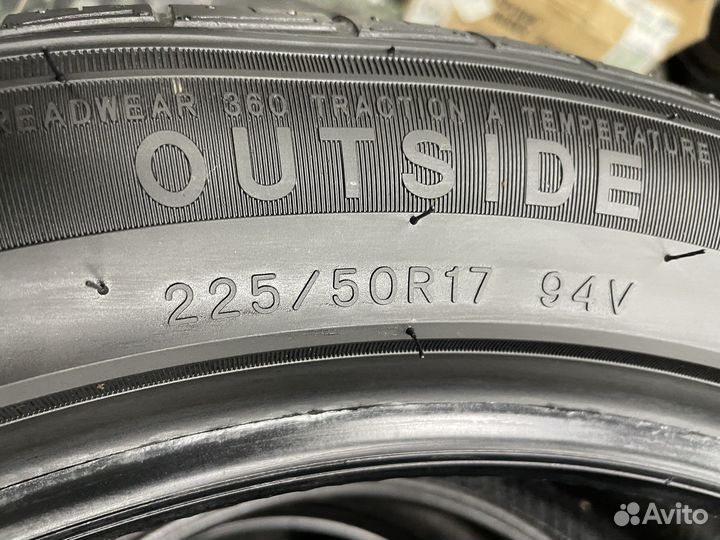 READWEAR 360 TRACTION A TEMPERATURE
OUTSIDE
225/50R17 94V
Avito